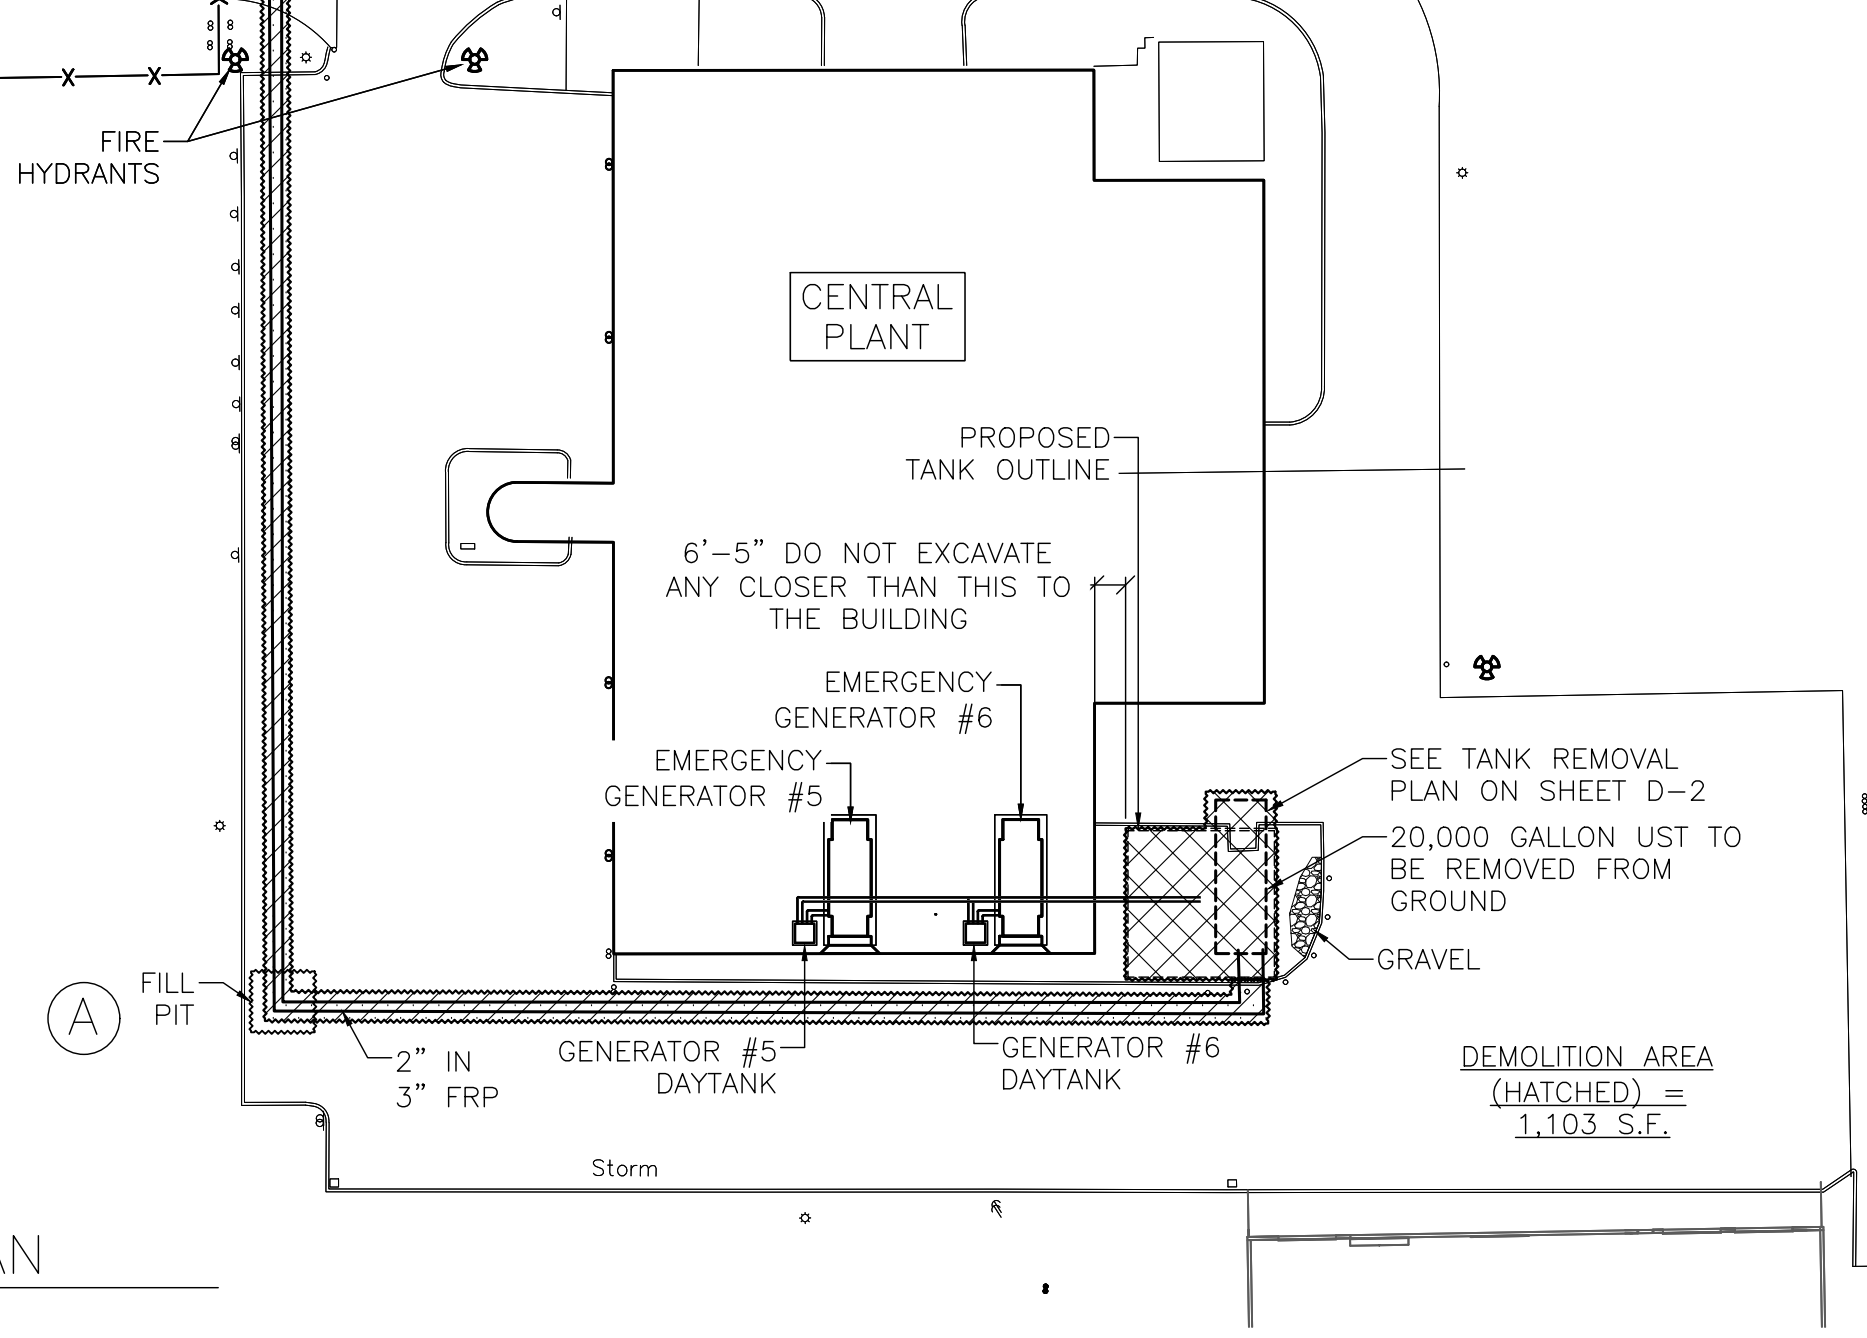 FIRE
HYDRANTS
CENTRAL
PLANT
PROPOSED
TANK OUTLINE
6'-5" DO NOT EXCAVATE
ANY CLOSER THAN THIS TO
THE BUILDING
EMERGENCY
GENERATOR #6
EMERGENCY
GENERATOR #5
SEE TANK REMOVAL
PLAN ON SHEET D-2
20,000 GALLON UST TO
BE REMOVED FROM
GROUND
GRAVEL
FILL
PIT
A
2" IN
3" FRP
GENERATOR #5
DAYTANK
GENERATOR #6
DAYTANK
DEMOLITION AREA
(HATCHED) =
1,103 S.F.
Storm
AN